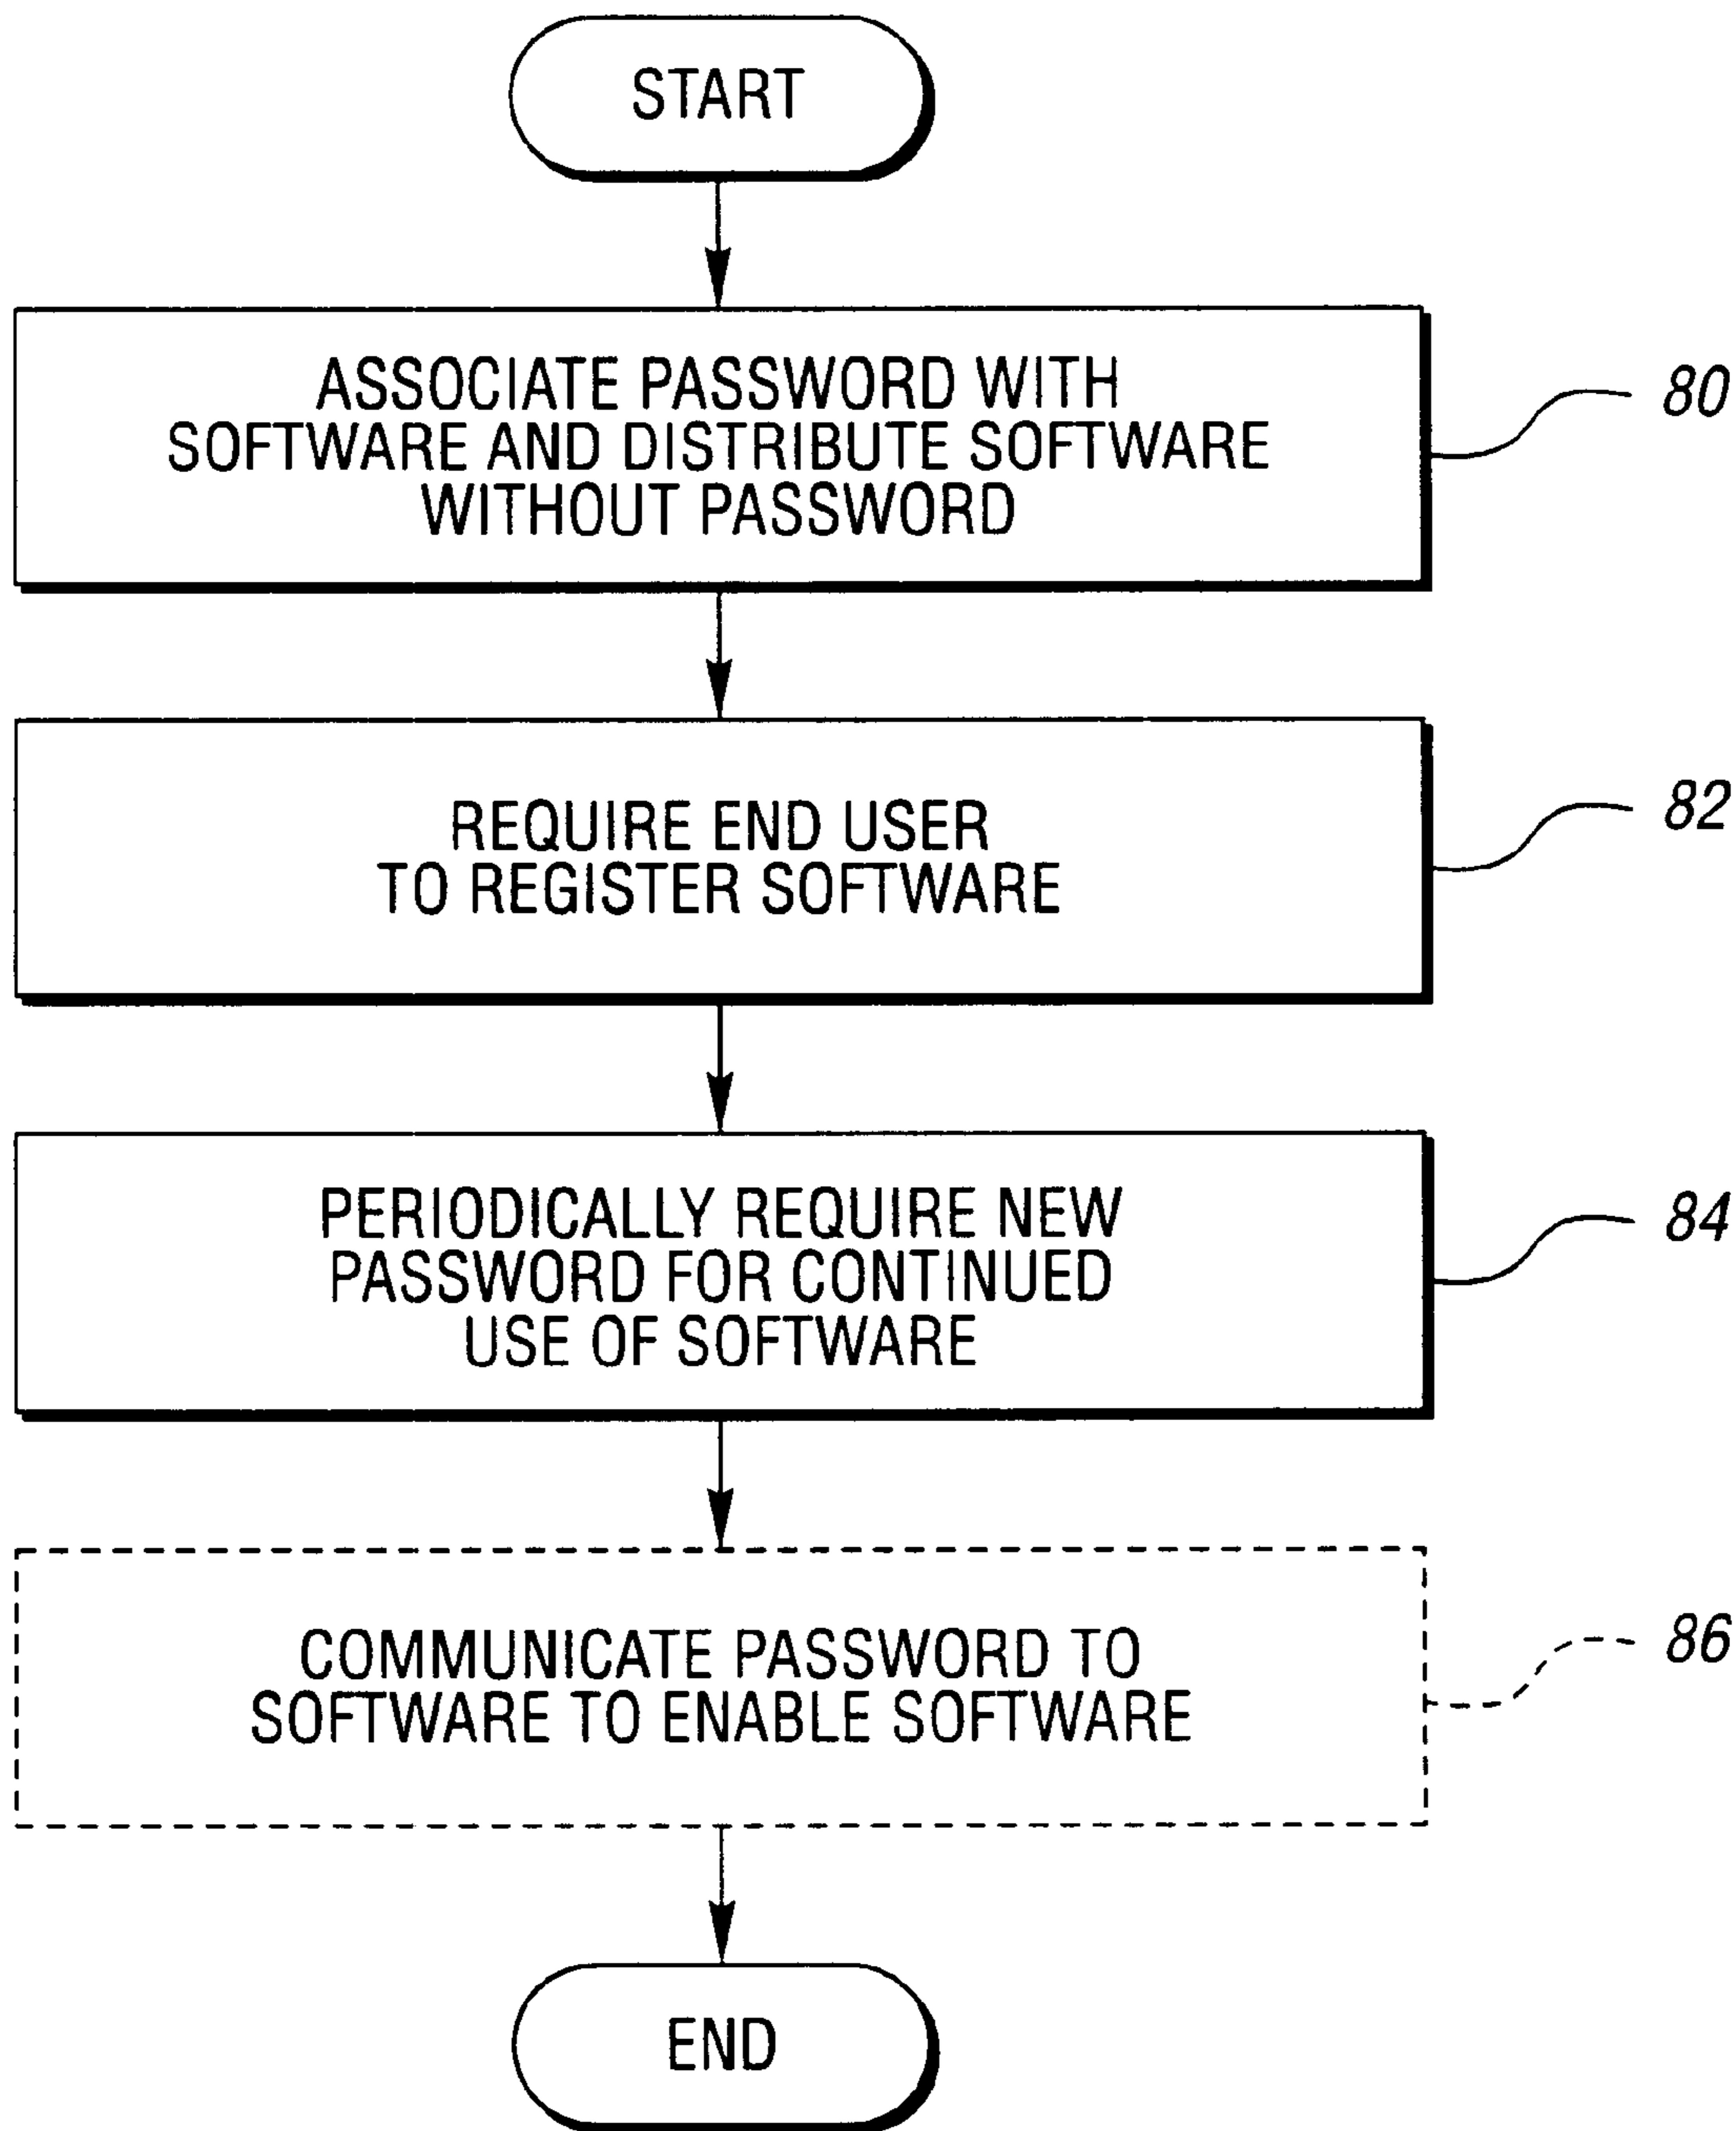 START
ASSOCIATE PASSWORD WITH
SOFTWARE AND DISTRIBUTE SOFTWARE
WITHOUT PASSWORD
80
REQUIRE END USER
TO REGISTER SOFTWARE
82
PERIODICALLY REQUIRE NEW
PASSWORD FOR CONTINUED
USE OF SOFTWARE
84
COMMUNICATE PASSWORD TO
SOFTWARE TO ENABLE SOFTWARE
86
END